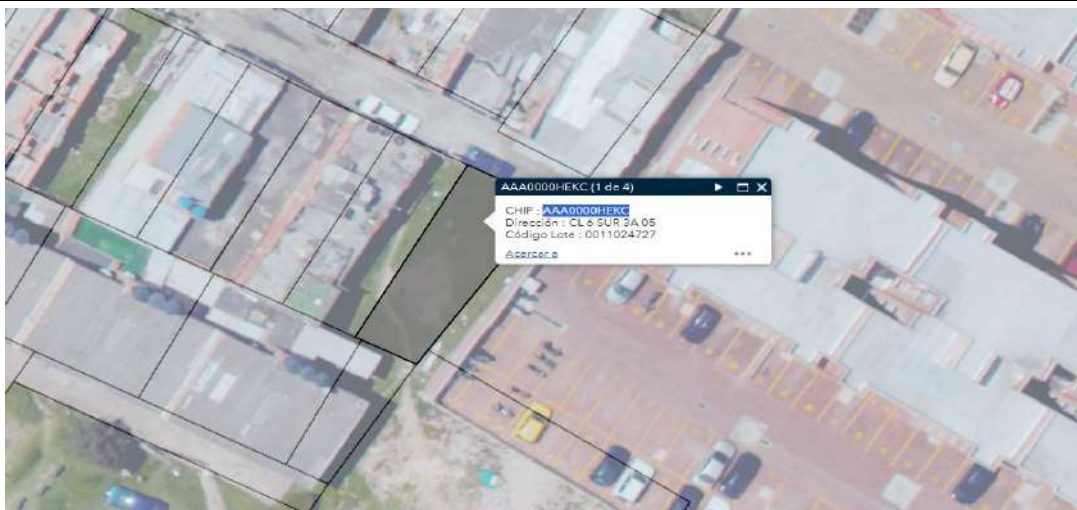 AAA0000HEKC (1 de 4)
CHIP : AAA0000HEKC
Dirección : CL 6 SUR 3A 05
Código Lote : 0011024727
Acercar a